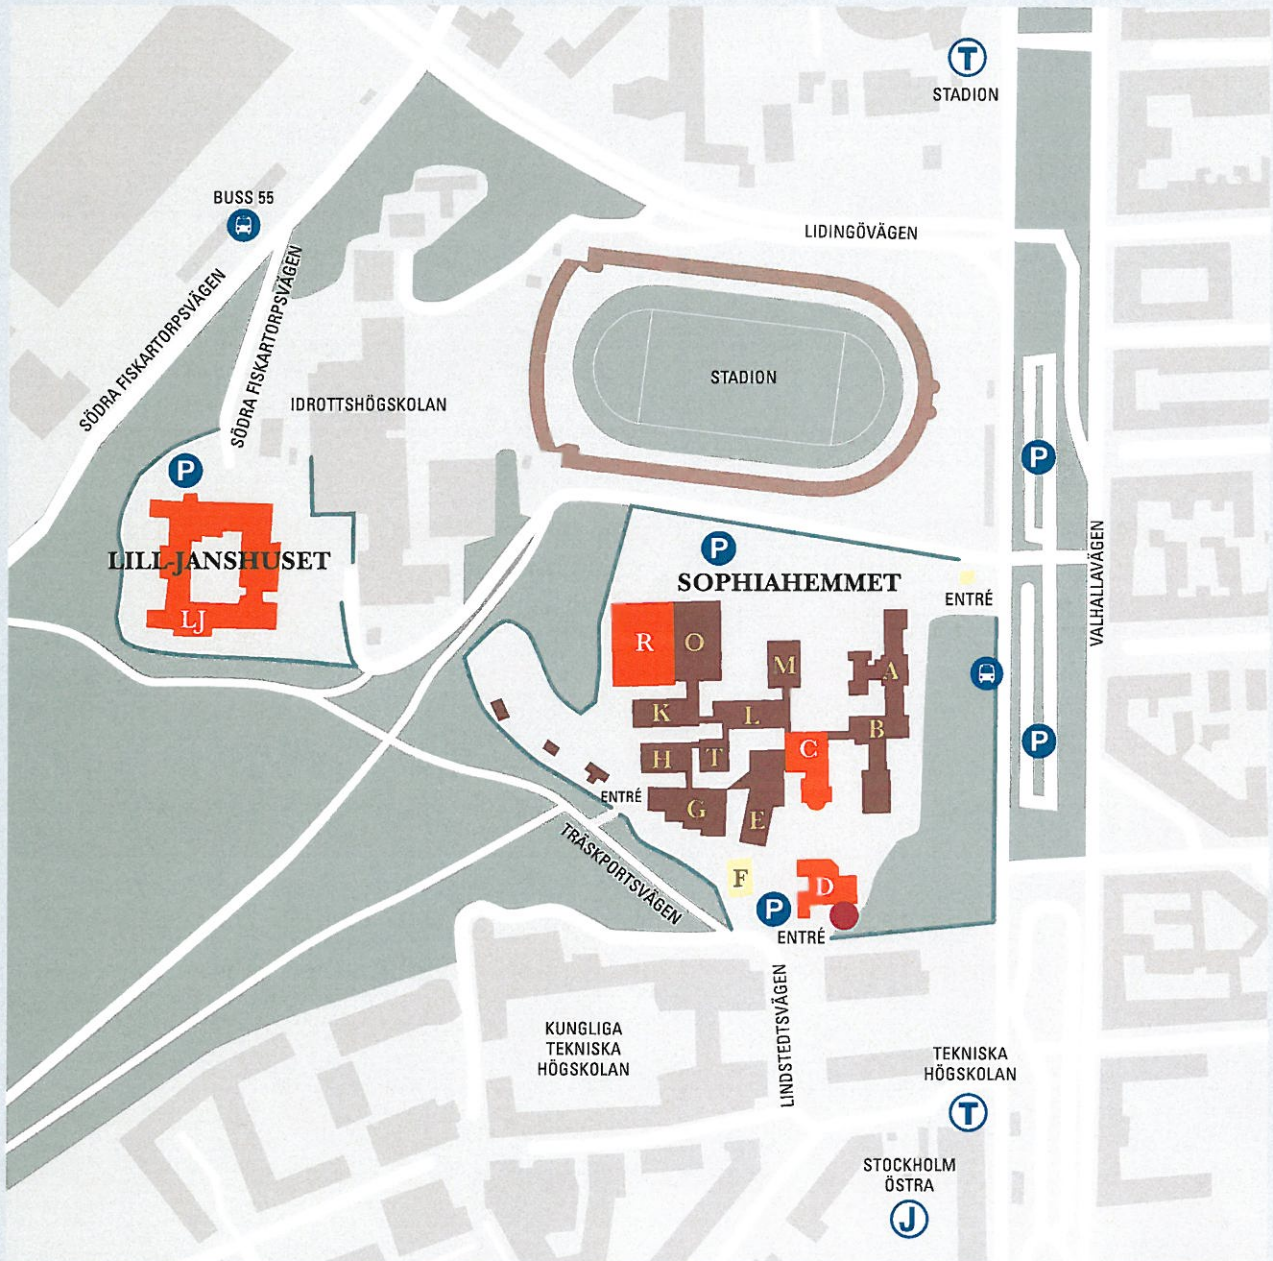 T
STADION
BUSS 55
LIDINGÖVÄGEN
SÖDRA FISKARTORPSVÄGEN
SÖDRA FISKARTORPSVÄGEN
STADION
IDROTTSHÖGSKOLAN
P
P
P
LILL-JANSHUSET
LJ
SOPHIAHEMMET
ENTRÉ
VALHALLAVÄGEN
R
O
M
A
K
L
B
H
T
C
P
ENTRÉ
G
E
TRÄSKPORTSVÄGEN
F
D
P
ENTRÉ
LINDSTEDTSVÄGEN
KUNGLIGA
TEKNISKA
HÖGSKOLAN
TEKNISKA
HÖGSKOLAN
T
STOCKHOLM
ÖSTRA
J